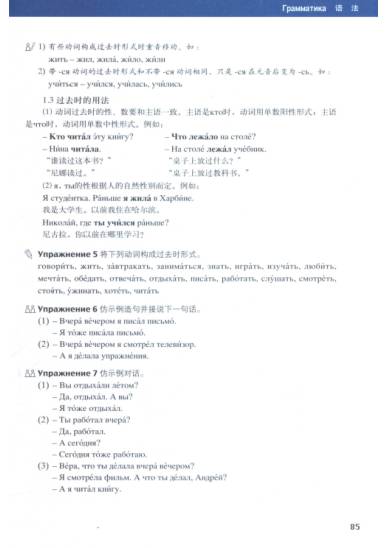 Грамматика 语 法
1) 有些动词构成过去时形式时重音移动。如：
жить – жил, жила́, жи́ло, жи́ли
2) 带 -ся 动词的过去时形式和不带 -ся 动词相同，只是 -ся 在元音后变为 -сь。如：
учи́ться – учи́лся, учи́лась, учи́лись
1.3 过去时的用法
(1) 动词过去时的性、数要和主语一致。主语是кто时，动词用单数阳性形式；主语
是что时，动词用单数中性形式。例如：
– Кто чита́л э́ту кни́гу? – Что лежа́ло на столе́?
– Ни́на чита́ла. – На столе́ лежа́л уче́бник.
“谁读过这本书？” “桌子上放过什么？”
“尼娜读过。” “桌子上放过教科书。”
(2) я, ты的性根据人的自然性别而定。例如：
Я студе́нтка. Ра́ньше я жила́ в Харби́не.
我是大学生。以前我住在哈尔滨。
Никола́й, где ты учи́лся ра́ньше?
尼古拉，你以前在哪里学习？
Упражнение 5 将下列动词构成过去时形式。
говори́ть, жить, за́втракать, занима́ться, знать, игра́ть, изуча́ть, люби́ть,
мечта́ть, обе́дать, отвеча́ть, отдыха́ть, писа́ть, рабо́тать, слу́шать, смотре́ть,
стоя́ть, у́жинать, хоте́ть, чита́ть
Упражнение 6 仿示例造句并接说下一句话。
(1) – Вчера́ ве́чером я писа́л письмо́.
– Я то́же писа́ла письмо́.
(2) – Вчера́ ве́чером я смотре́л телеви́зор.
– А я де́лала упражне́ния.
Упражнение 7 仿示例对话。
(1) – Вы отдыха́ли ле́том?
– Да, отдыха́л. А вы?
– Я то́же отдыха́л.
(2) – Ты рабо́тал вчера́?
– Да, рабо́тал.
– А сего́дня?
– Сего́дня то́же рабо́таю.
(3) – Ве́ра, что ты де́лала вчера́ ве́чером?
– Я смотре́ла фильм. А что ты де́лал, Андре́й?
– А я чита́л кни́гу.
85